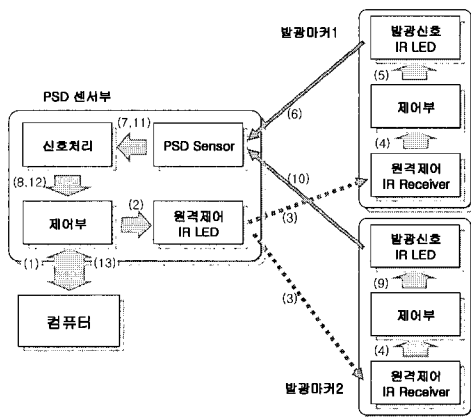 발광마커1
발광신호
IR LED
(5)
제어부
(4)
원격제어
IR Receiver
(6)
PSD 센서부
신호처리
(7,11)
PSD Sensor
(8,12)
(10)
제어부
(2)
원격제어
IR LED
(3)
(1)
(13)
컴퓨터
(3)
발광신호
IR LED
(9)
제어부
(4)
원격제어
IR Receiver
발광마커2